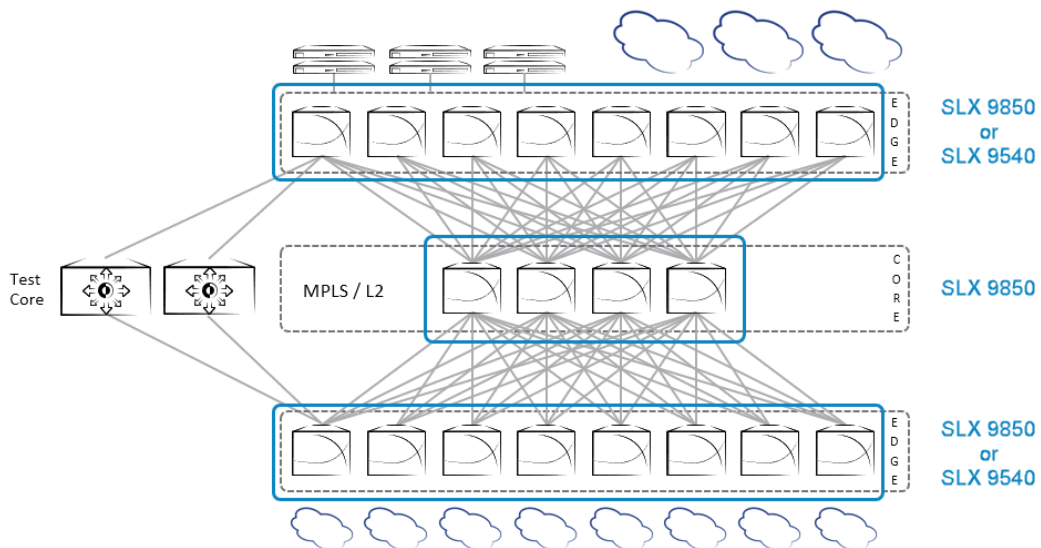 EDGE
SLX 9850
or
SLX 9540
Test
Core
MPLS / L2
CORE
SLX 9850
EDGE
SLX 9850
or
SLX 9540